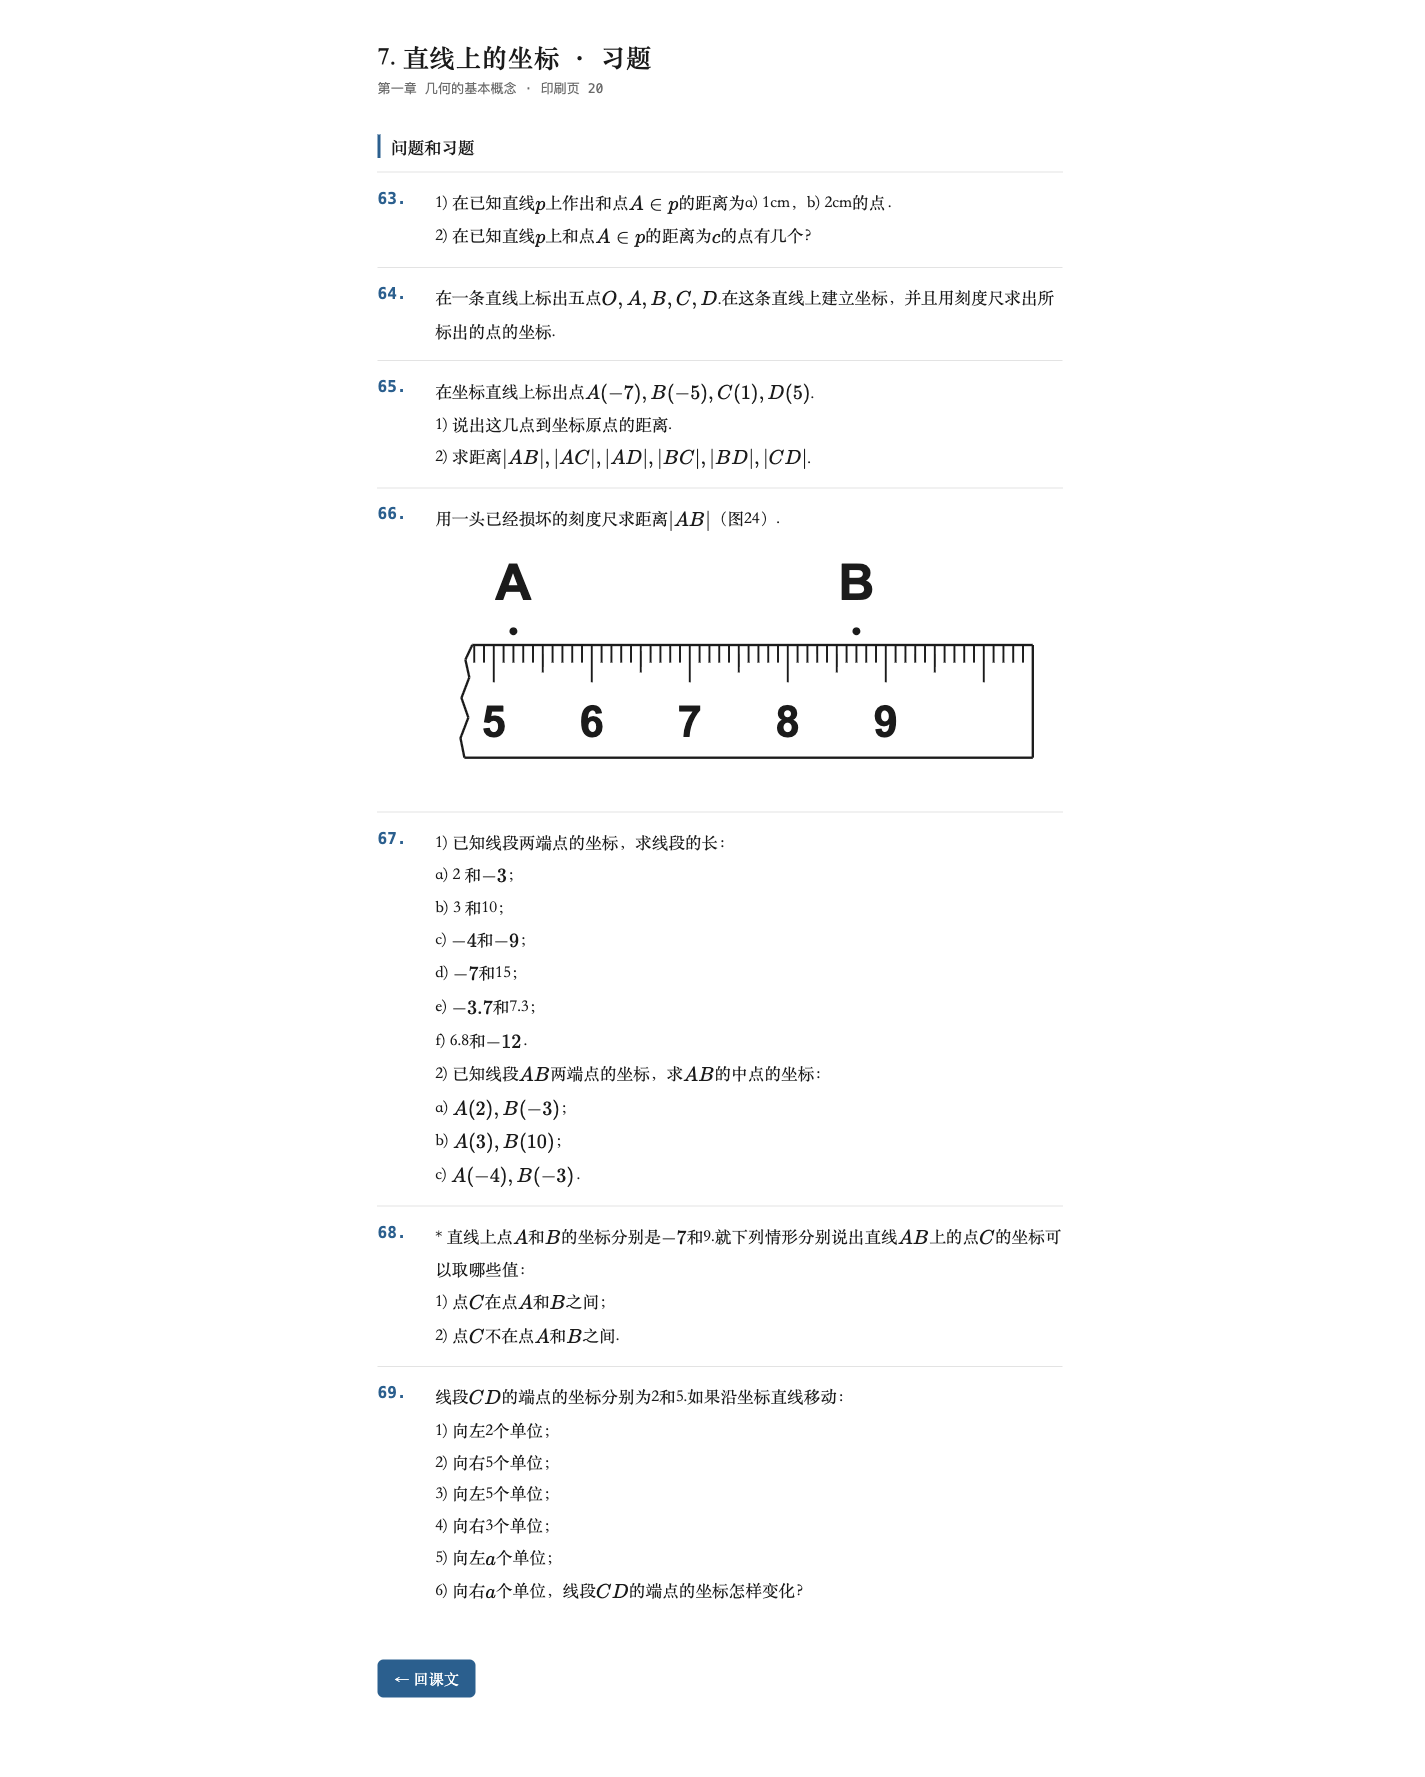 7. 直线上的坐标 · 习题
第一章 几何的基本概念 · 印刷页 20
问题和习题
63.
1) 在已知直线p上作出和点A ∈ p的距离为a) 1cm，b) 2cm的点.
2) 在已知直线p上和点A ∈ p的距离为c的点有几个?
64.
在一条直线上标出五点O, A, B, C, D.在这条直线上建立坐标，并且用刻度尺求出所
标出的点的坐标.
65.
在坐标直线上标出点A(−7), B(−5), C(1), D(5).
1) 说出这几点到坐标原点的距离.
2) 求距离|AB|, |AC|, |AD|, |BC|, |BD|, |CD|.
66.
用一头已经损坏的刻度尺求距离|AB|（图24）.
A B
5 6 7 8 9
67.
1) 已知线段两端点的坐标，求线段的长：
a) 2 和−3；
b) 3 和10；
c) −4和−9；
d) −7和15；
e) −3.7和7.3；
f) 6.8和−12.
2) 已知线段AB两端点的坐标，求AB的中点的坐标：
a) A(2), B(−3)；
b) A(3), B(10)；
c) A(−4), B(−3).
68.
* 直线上点A和B的坐标分别是−7和9.就下列情形分别说出直线AB上的点C的坐标可
以取哪些值：
1) 点C在点A和B之间；
2) 点C不在点A和B之间.
69.
线段CD的端点的坐标分别为2和5.如果沿坐标直线移动：
1) 向左2个单位；
2) 向右5个单位；
3) 向左5个单位；
4) 向右3个单位；
5) 向左a个单位；
6) 向右a个单位，线段CD的端点的坐标怎样变化?
← 回课文